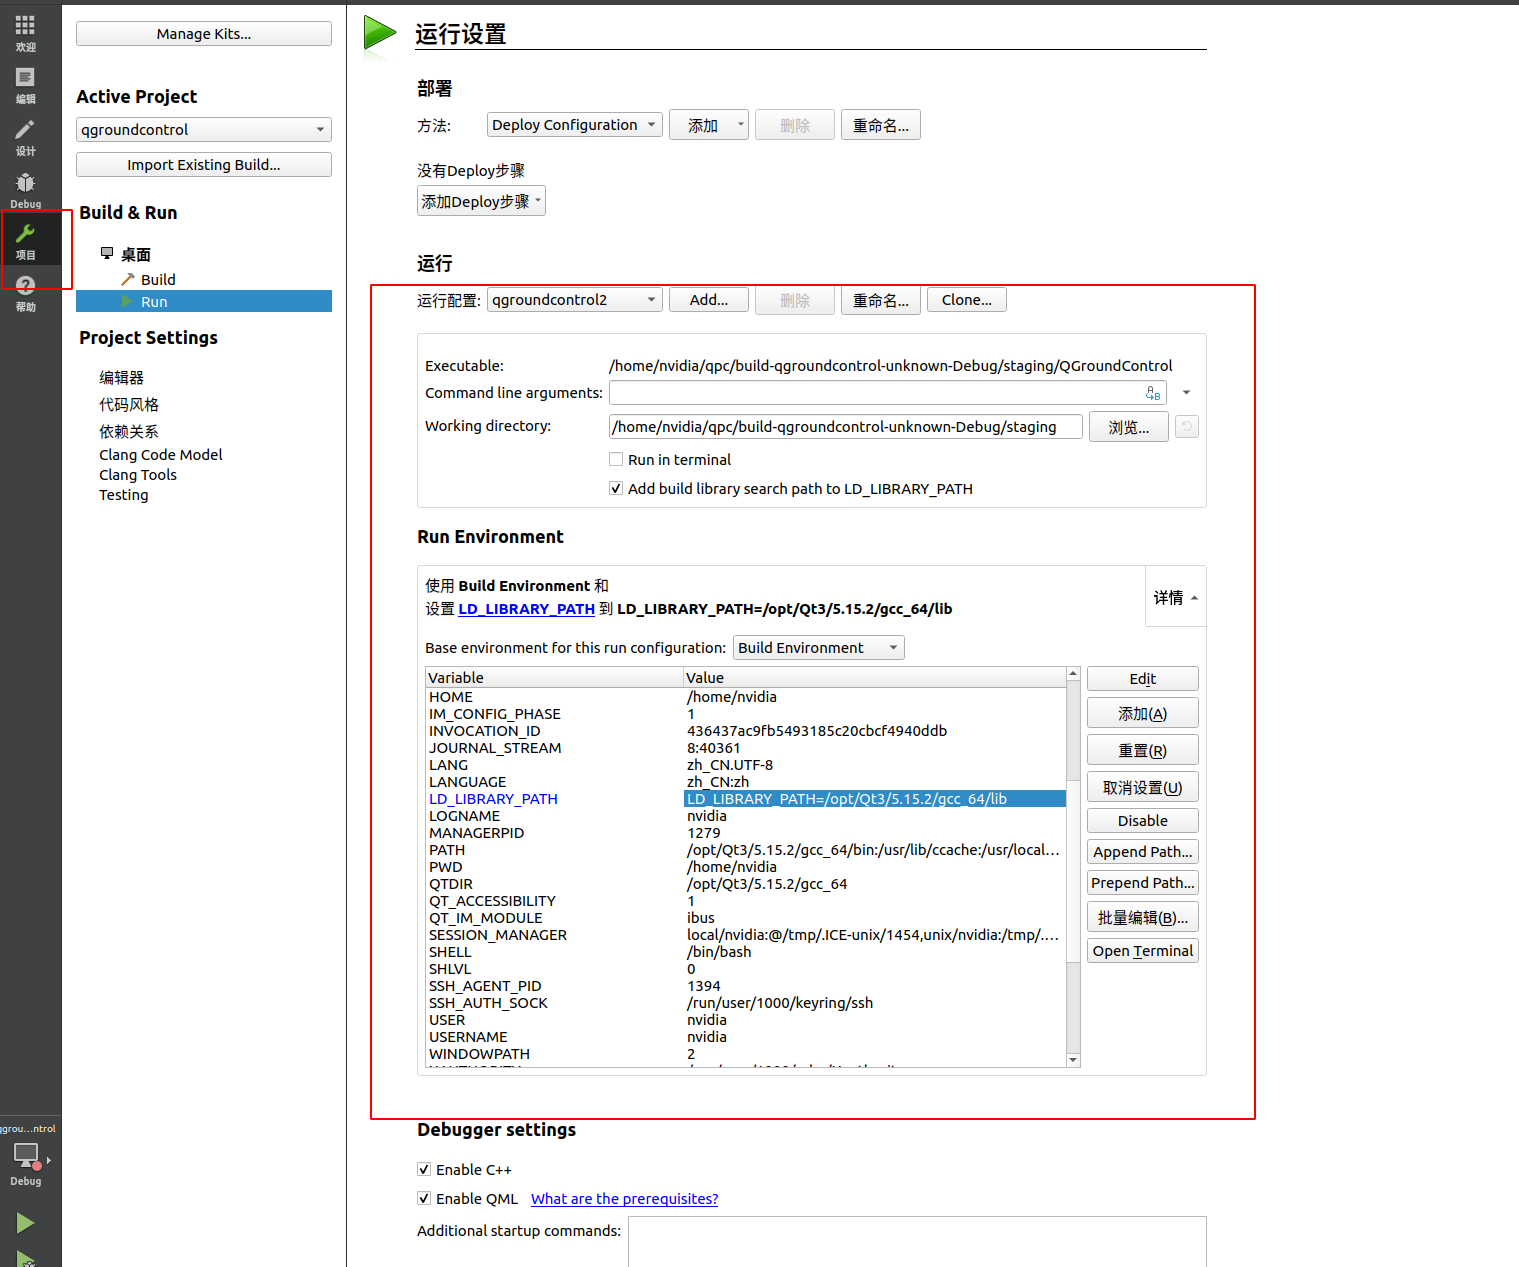 欢迎
编辑
设计
Debug
项目
帮助
Manage Kits...
Active Project
qgroundcontrol
Import Existing Build...
Build & Run
桌面
Build
Run
Project Settings
编辑器
代码风格
依赖关系
Clang Code Model
Clang Tools
Testing
运行设置
部署
方法: Deploy Configuration 添加 删除 重命名...
没有Deploy步骤
添加Deploy步骤
运行
运行配置: qgroundcontrol2 Add... 删除 重命名... Clone...
Executable: /home/nvidia/qpc/build-qgroundcontrol-unknown-Debug/staging/QGroundControl
Command line arguments:
Working directory: /home/nvidia/qpc/build-qgroundcontrol-unknown-Debug/staging 浏览...
Run in terminal
Add build library search path to LD_LIBRARY_PATH
Run Environment
使用 Build Environment 和
设置 LD_LIBRARY_PATH 到 LD_LIBRARY_PATH=/opt/Qt3/5.15.2/gcc_64/lib
详情
Base environment for this run configuration: Build Environment
Variable Value
HOME /home/nvidia
IM_CONFIG_PHASE 1
INVOCATION_ID 436437ac9fb5493185c20cbcf4940ddb
JOURNAL_STREAM 8:40361
LANG zh_CN.UTF-8
LANGUAGE zh_CN:zh
LD_LIBRARY_PATH LD_LIBRARY_PATH=/opt/Qt3/5.15.2/gcc_64/lib
LOGNAME nvidia
MANAGERPID 1279
PATH /opt/Qt3/5.15.2/gcc_64/bin:/usr/lib/ccache:/usr/local...
PWD /home/nvidia
QTDIR /opt/Qt3/5.15.2/gcc_64
QT_ACCESSIBILITY 1
QT_IM_MODULE ibus
SESSION_MANAGER local/nvidia:@/tmp/.ICE-unix/1454,unix/nvidia:/tmp/....
SHELL /bin/bash
SHLVL 0
SSH_AGENT_PID 1394
SSH_AUTH_SOCK /run/user/1000/keyring/ssh
USER nvidia
USERNAME nvidia
WINDOWPATH 2
Edit
添加(A)
重置(R)
取消设置(U)
Disable
Append Path...
Prepend Path...
批量编辑(B)...
Open Terminal
Debugger settings
Enable C++
Enable QML What are the prerequisites?
Additional startup commands:
qgrou...ntrol
Debug